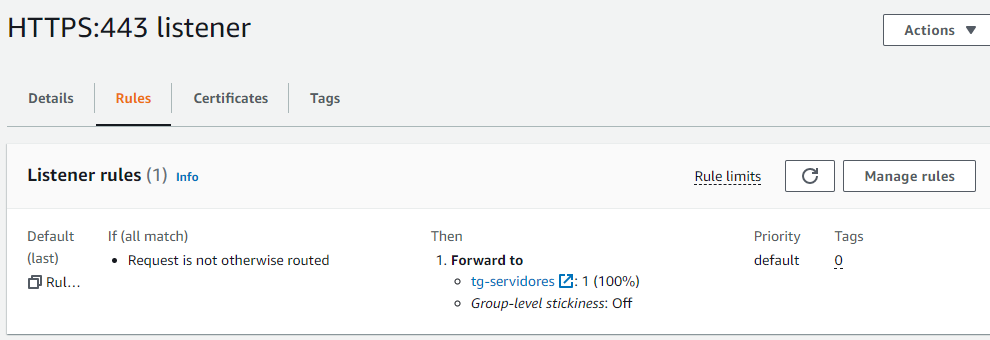 HTTPS:443 listener
Actions
Details
Rules
Certificates
Tags
Listener rules (1) Info
Rule limits
Manage rules
Default (last)
If (all match)
Then
Priority
Tags
Rul...
Request is not otherwise routed
1. Forward to
tg-servidores : 1 (100%)
Group-level stickiness: Off
default
0